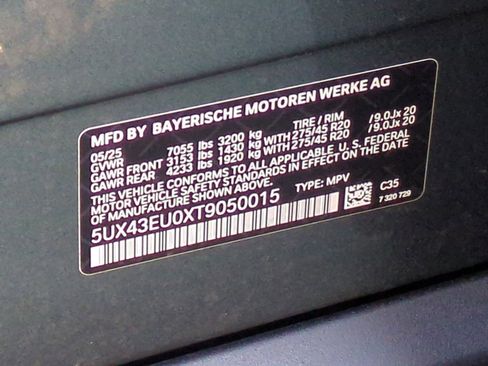 MFD BY BAYERISCHE MOTOREN WERKE AG
05/25 TIRE / RIM
GVWR 7055 lbs 3200 kg
GAWR FRONT 3153 lbs 1430 kg WITH 275/45 R20 / 9.0Jx 20
GAWR REAR 4233 lbs 1920 kg WITH 275/45 R20 / 9.0Jx 20
THIS VEHICLE CONFORMS TO ALL APPLICABLE U.S. FEDERAL
MOTOR VEHICLE SAFETY STANDARDS IN EFFECT ON THE DATE
OF MANUFACTURE SHOWN ABOVE.
5UX43EU0XT9050015 TYPE: MPV C35
7 320 729